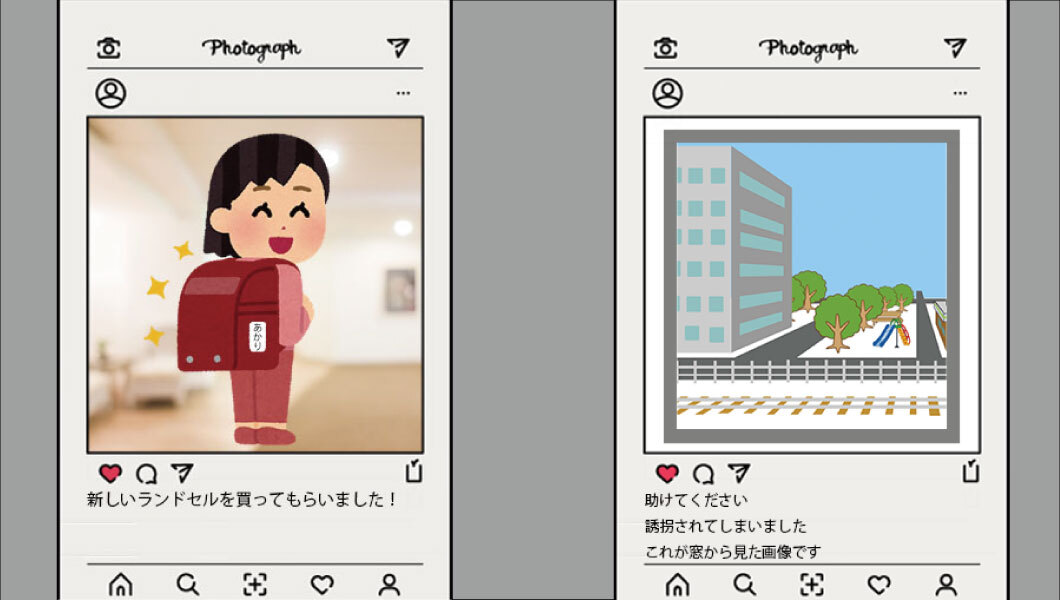 Photograph
あかり
新しいランドセルを買ってもらいました！
Photograph
助けてください
誘拐されてしまいました
これが窓から見た画像です